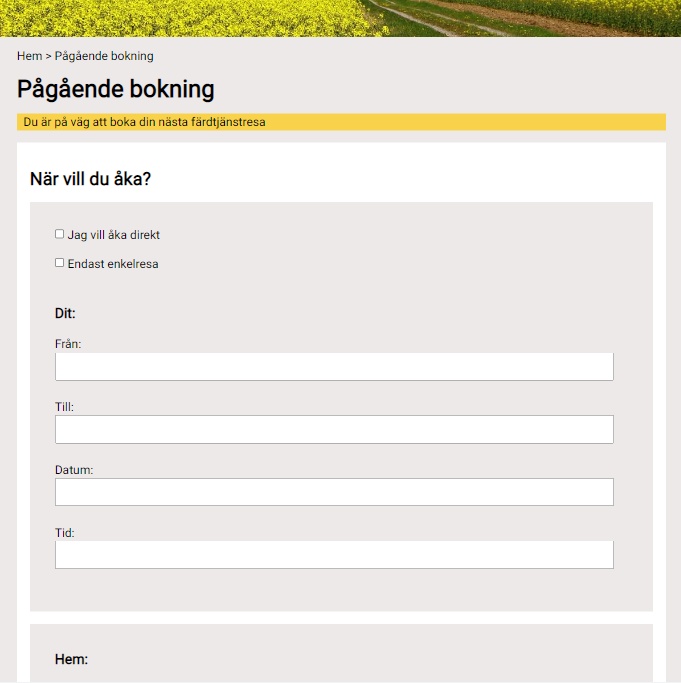 Hem > Pågående bokning
Pågående bokning
Du är på väg att boka din nästa färdtjänstresa
När vill du åka?
Jag vill åka direkt
Endast enkelresa
Dit:
Från:
Till:
Datum:
Tid:
Hem: